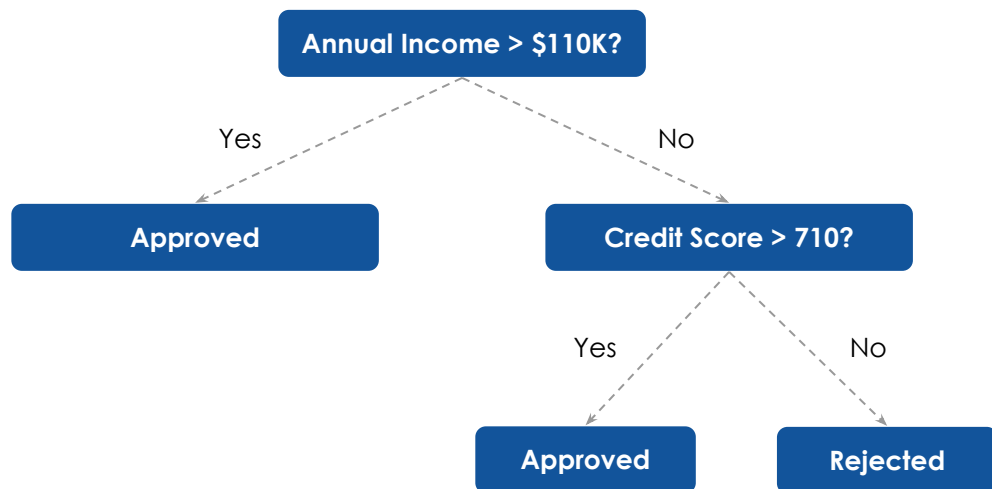 Annual Income > $110K?
Yes
No
Approved
Credit Score > 710?
Yes
No
Approved
Rejected